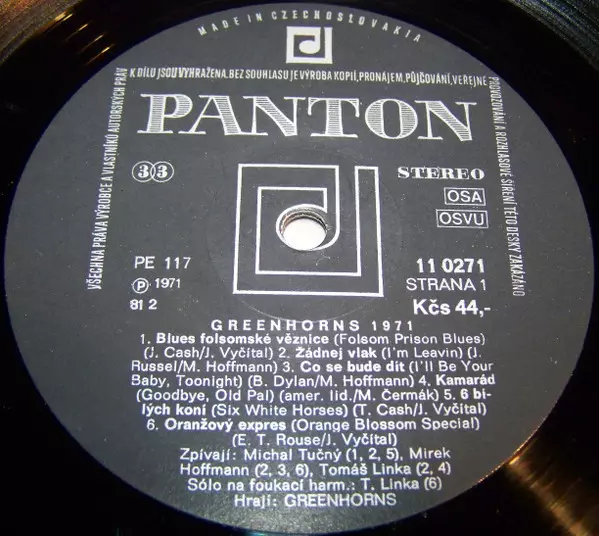 MADE IN CZECHOSLOVAKIA
VŠECHNA PRÁVA VÝROBCE A VLASTNÍKŮ AUTORSKÝCH PRÁV
K DÍLU JSOU VYHRAŽENA. BEZ SOUHLASU JE VÝROBA KOPIÍ, PRONÁJEM, PŮJČOVÁNÍ, VEŘEJNÉ
PROVOZOVÁNÍ A ROZHLASOVÉ ŠÍŘENÍ TÉTO DESKY ZAKÁZÁNO
PANTON
33
STEREO
OSA
OSVU
PE 117
Ⓟ 1971
81 2
11 0271
STRANA 1
Kčs 44,-
GREENHORNS 1971
1. Blues folsomské věznice (Folsom Prison Blues)
(J. Cash/J. Vyčítal) 2. Žádnej vlak (I'm Leavin) (J.
Russel/M. Hoffmann) 3. Co se bude dít (I'll Be Your
Baby, Toonight) (B. Dylan/M. Hoffmann) 4. Kamarád
(Goodbye, Old Pal) (amer. lid./M. Čermák) 5. 6 bí-
lých koní (Six White Horses) (T. Cash/J. Vyčítal)
6. Oranžový expres (Orange Blossom Special)
(E. T. Rouse/J. Vyčítal)
Zpívají: Michal Tučný (1, 2, 5), Mirek
Hoffmann (2, 3, 6), Tomáš Linka (2, 4)
Sólo na foukací harm.: T. Linka (6)
Hrají: GREENHORNS